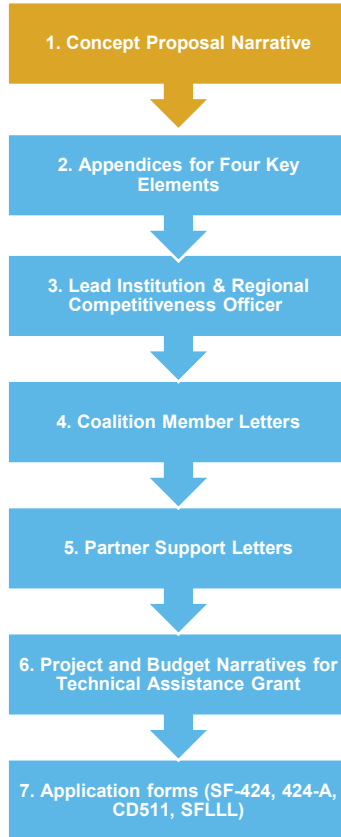 1. Concept Proposal Narrative
2. Appendices for Four Key
Elements
3. Lead Institution & Regional
Competitiveness Officer
4. Coalition Member Letters
5. Partner Support Letters
6. Project and Budget Narratives for
Technical Assistance Grant
7. Application forms (SF-424, 424-A,
CD511, SFLLL)